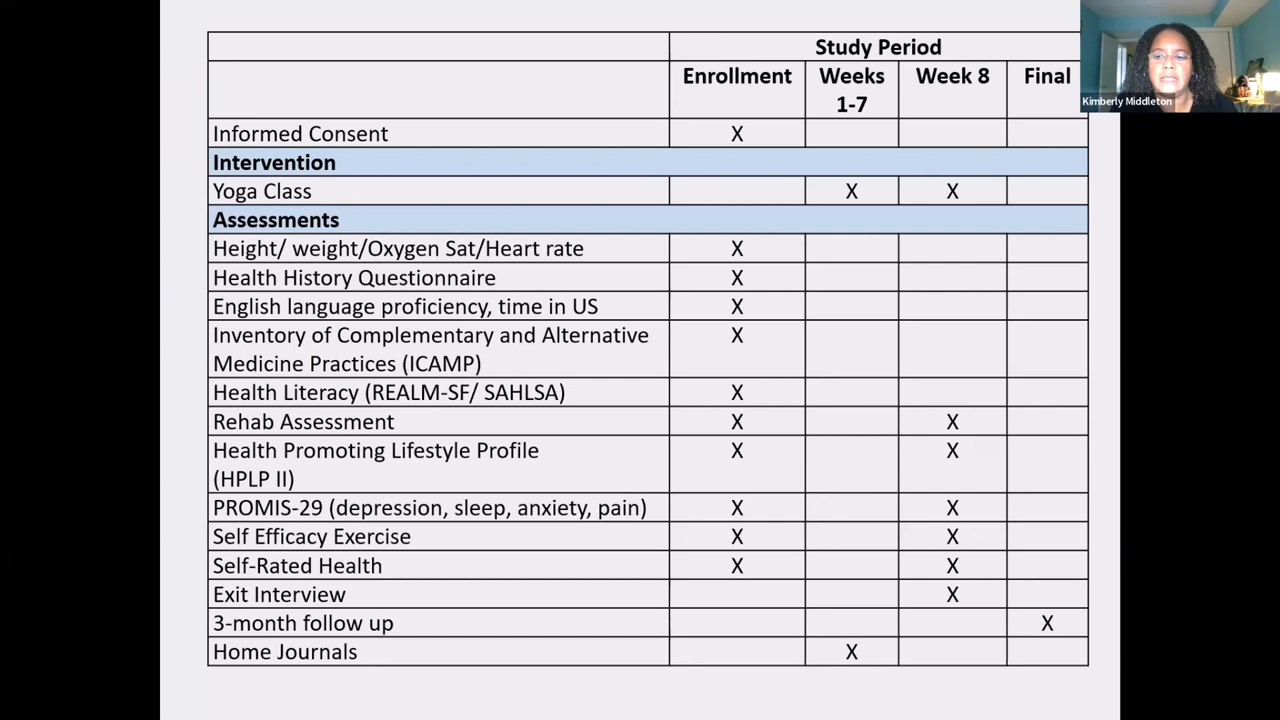 Study Period
Enrollment Weeks 1-7 Week 8 Final
Informed Consent X
Intervention
Yoga Class X X
Assessments
Height/ weight/Oxygen Sat/Heart rate X
Health History Questionnaire X
English language proficiency, time in US X
Inventory of Complementary and Alternative X
Medicine Practices (ICAMP)
Health Literacy (REALM-SF/ SAHLSA) X
Rehab Assessment X X
Health Promoting Lifestyle Profile X X
(HPLP II)
PROMIS-29 (depression, sleep, anxiety, pain) X X
Self Efficacy Exercise X X
Self-Rated Health X X
Exit Interview X
3-month follow up X
Home Journals X
Kimberly Middleton